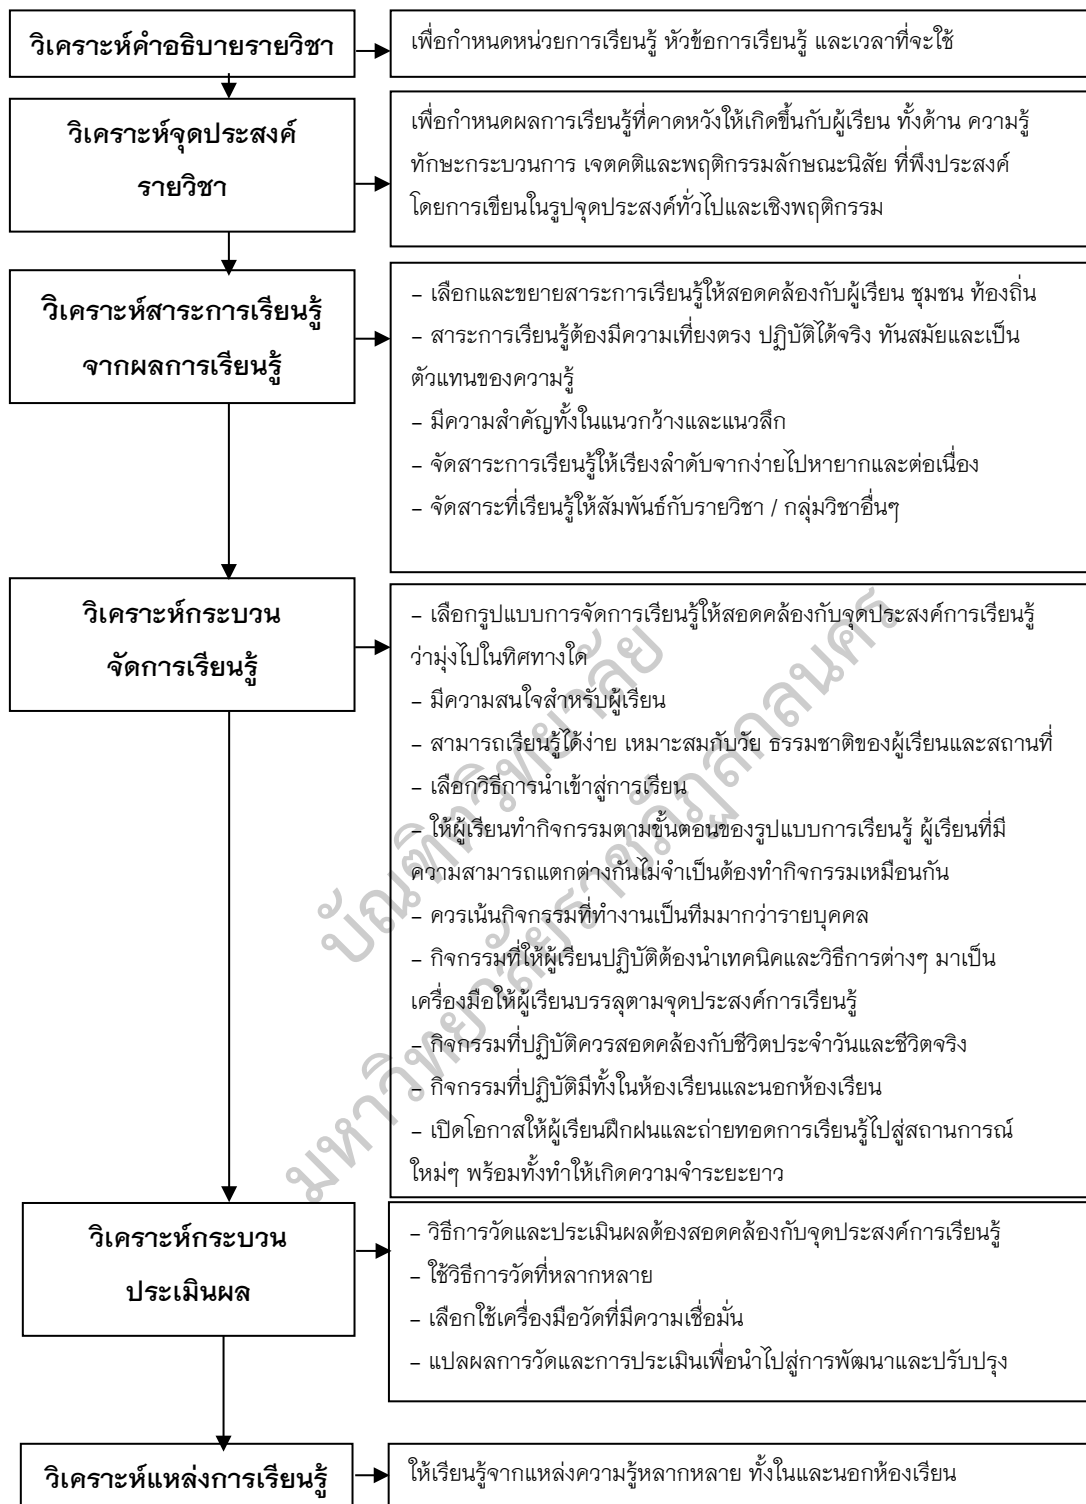 วิเคราะห์คำอธิบายรายวิชา
เพื่อกำหนดหน่วยการเรียนรู้ หัวข้อการเรียนรู้ และเวลาที่จะใช้
วิเคราะห์จุดประสงค์
รายวิชา
เพื่อกำหนดผลการเรียนรู้ที่คาดหวังให้เกิดขึ้นกับผู้เรียน ทั้งด้าน ความรู้
ทักษะกระบวนการ เจตคติและพฤติกรรมลักษณะนิสัย ที่พึงประสงค์
โดยการเขียนในรูปจุดประสงค์ทั่วไปและเชิงพฤติกรรม
วิเคราะห์สาระการเรียนรู้
จากผลการเรียนรู้
– เลือกและขยายสาระการเรียนรู้ให้สอดคล้องกับผู้เรียน ชุมชน ท้องถิ่น
– สาระการเรียนรู้ต้องมีความเที่ยงตรง ปฏิบัติได้จริง ทันสมัยและเป็น
ตัวแทนของความรู้
– มีความสำคัญทั้งในแนวกว้างและแนวลึก
– จัดสาระการเรียนรู้ให้เรียงลำดับจากง่ายไปหายากและต่อเนื่อง
– จัดสาระที่เรียนรู้ให้สัมพันธ์กับรายวิชา / กลุ่มวิชาอื่นๆ
วิเคราะห์กระบวน
จัดการเรียนรู้
– เลือกรูปแบบการจัดการเรียนรู้ให้สอดคล้องกับจุดประสงค์การเรียนรู้
ว่ามุ่งไปในทิศทางใด
– มีความสนใจสำหรับผู้เรียน
– สามารถเรียนรู้ได้ง่าย เหมาะสมกับวัย ธรรมชาติของผู้เรียนและสถานที่
– เลือกวิธีการนำเข้าสู่การเรียน
– ให้ผู้เรียนทำกิจกรรมตามขั้นตอนของรูปแบบการเรียนรู้ ผู้เรียนที่มี
ความสามารถแตกต่างกันไม่จำเป็นต้องทำกิจกรรมเหมือนกัน
– ควรเน้นกิจกรรมที่ทำงานเป็นทีมมากว่ารายบุคคล
– กิจกรรมที่ให้ผู้เรียนปฏิบัติต้องนำเทคนิคและวิธีการต่างๆ มาเป็น
เครื่องมือให้ผู้เรียนบรรลุตามจุดประสงค์การเรียนรู้
– กิจกรรมที่ปฏิบัติควรสอดคล้องกับชีวิตประจำวันและชีวิตจริง
– กิจกรรมที่ปฏิบัติมีทั้งในห้องเรียนและนอกห้องเรียน
– เปิดโอกาสให้ผู้เรียนฝึกฝนและถ่ายทอดการเรียนรู้ไปสู่สถานการณ์
ใหม่ๆ พร้อมทั้งทำให้เกิดความจำระยะยาว
บัณฑิตวิทยาลัย
มหาวิทยาลัยราชภัฏสกลนคร
วิเคราะห์กระบวน
ประเมินผล
– วิธีการวัดและประเมินผลต้องสอดคล้องกับจุดประสงค์การเรียนรู้
– ใช้วิธีการวัดที่หลากหลาย
– เลือกใช้เครื่องมือวัดที่มีความเชื่อมั่น
– แปลผลการวัดและการประเมินเพื่อนำไปสู่การพัฒนาและปรับปรุง
วิเคราะห์แหล่งการเรียนรู้
ให้เรียนรู้จากแหล่งความรู้หลากหลาย ทั้งในและนอกห้องเรียน